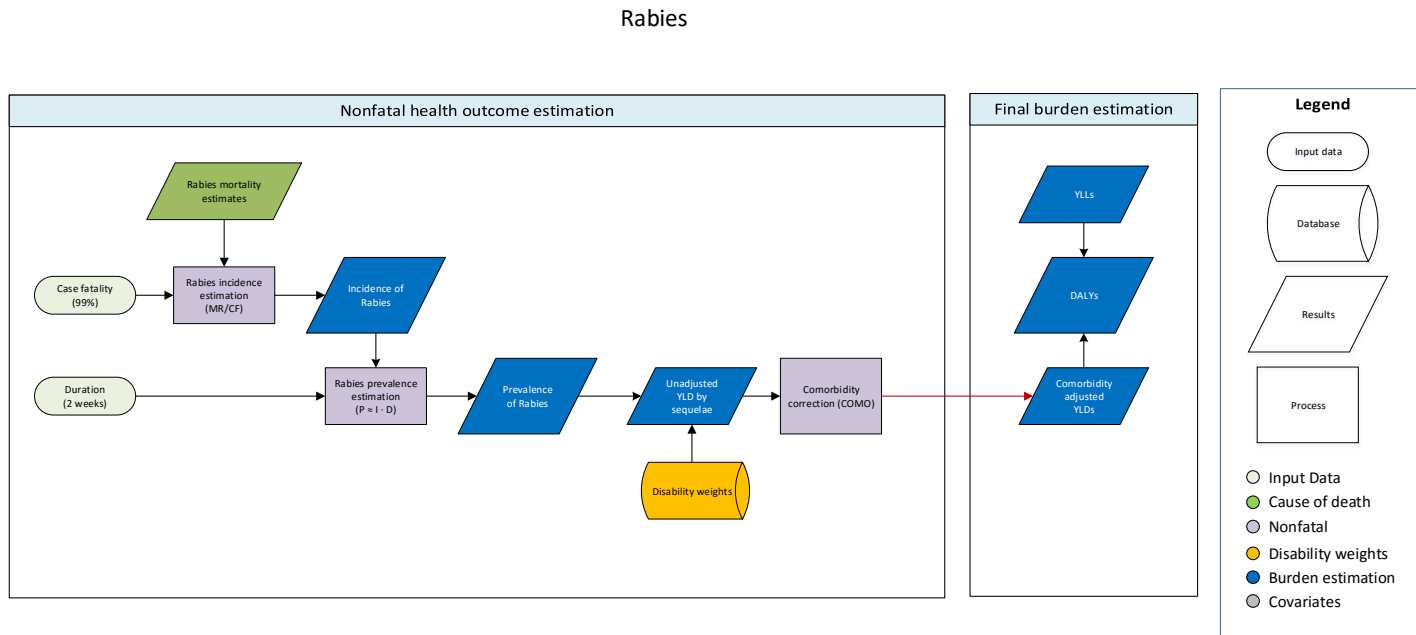 Rabies
Nonfatal health outcome estimation
Rabies mortality
estimates
Case fatality
(99%)
Rabies incidence
estimation
(MR/CF)
Incidence of
Rabies
Duration
(2 weeks)
Rabies prevalence
estimation
(P ≈ I · D)
Prevalence
of Rabies
Unadjusted
YLD by
sequelae
Comorbidity
correction (COMO)
Disability weights
Final burden estimation
YLLs
DALYs
Comorbidity
adjusted
YLDs
Legend
Input data
Database
Results
Process
Input Data
Cause of death
Nonfatal
Disability weights
Burden estimation
Covariates